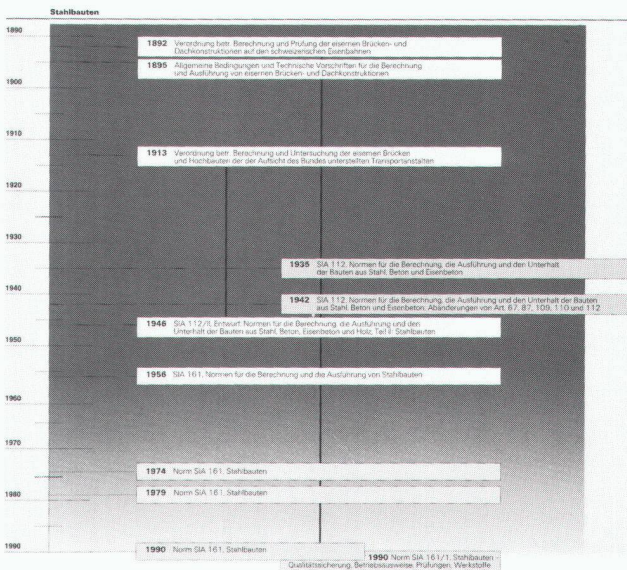 Stahlbauten
1890
1892 Verordnung betr. Berechnung und Prüfung der eisernen Brücken- und
Dachkonstruktionen auf den schweizerischen Eisenbahnen
1895 Allgemeine Bedingungen und Technische Vorschriften für die Berechnung
und Ausführung von eisernen Brücken- und Dachkonstruktionen
1900
1910
1913 Verordnung betr. Berechnung und Untersuchung der eisernen Brücken
und Hochbauten der der Aufsicht des Bundes unterstellten Transportanstalten
1920
1930
1935 SIA 112, Normen für die Berechnung, die Ausführung und den Unterhalt
der Bauten aus Stahl, Beton und Eisenbeton
1940
1942 SIA 112, Normen für die Berechnung, die Ausführung und den Unterhalt der Bauten
aus Stahl, Beton und Eisenbeton; Abänderungen von Art. 67, 87, 109, 110 und 112
1946 SIA 112/II, Entwurf, Normen für die Berechnung, die Ausführung und den
Unterhalt der Bauten aus Stahl, Beton, Eisenbeton und Holz, Teil II: Stahlbauten
1950
1956 SIA 161, Normen für die Berechnung und die Ausführung von Stahlbauten
1960
1970
1974 Norm SIA 161, Stahlbauten
1979 Norm SIA 161, Stahlbauten
1980
1990
1990 Norm SIA 161, Stahlbauten
1990 Norm SIA 161/1, Stahlbauten -
Qualitätssicherung, Betriebsausweise, Prüfungen, Werkstoffe